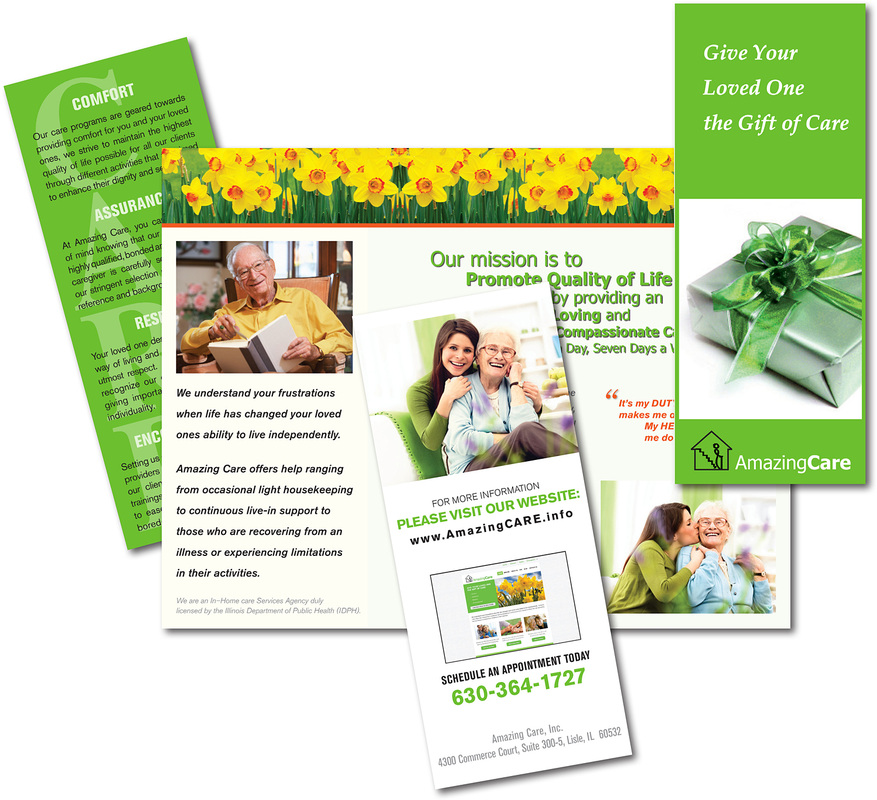 COMFORT
Our care programs are geared towards
providing comfort for you and your loved
ones, we strive to maintain the highest
quality of life possible for all our clients
through different activities that
to enhance their dignity and
ASSURANC
At Amazing Care, you ca
of mind knowing that our
highly qualified, bonded an
caregiver is carefully s
our stringent selection
reference and backgro
RES
Your loved one des
way of living and
utmost respect.
recognize our
giving importa
individuality,
ENC
Setting us
providers
our clien
trainings
to ease
bored
We understand your frustrations
when life has changed your loved
ones ability to live independently.
Amazing Care offers help ranging
from occasional light housekeeping
to continuous live-in support to
those who are recovering from an
illness or experiencing limitations
in their activities.
We are an In-Home care Services Agency duly
licensed by the Illinois Department of Public Health (IDPH).
Our mission is to
Promote Quality of Life
by providing an
Loving and
Compassionate C
Day, Seven Days a W
“It's my DUT
makes me
My HE
me do
FOR MORE INFORMATION
PLEASE VISIT OUR WEBSITE:
www.AmazingCARE.info
SCHEDULE AN APPOINTMENT TODAY
630-364-1727
Amazing Care, Inc.
4300 Commerce Court, Suite 300-5, Lisle, IL 60532
Give Your
Loved One
the Gift of Care
AmazingCare